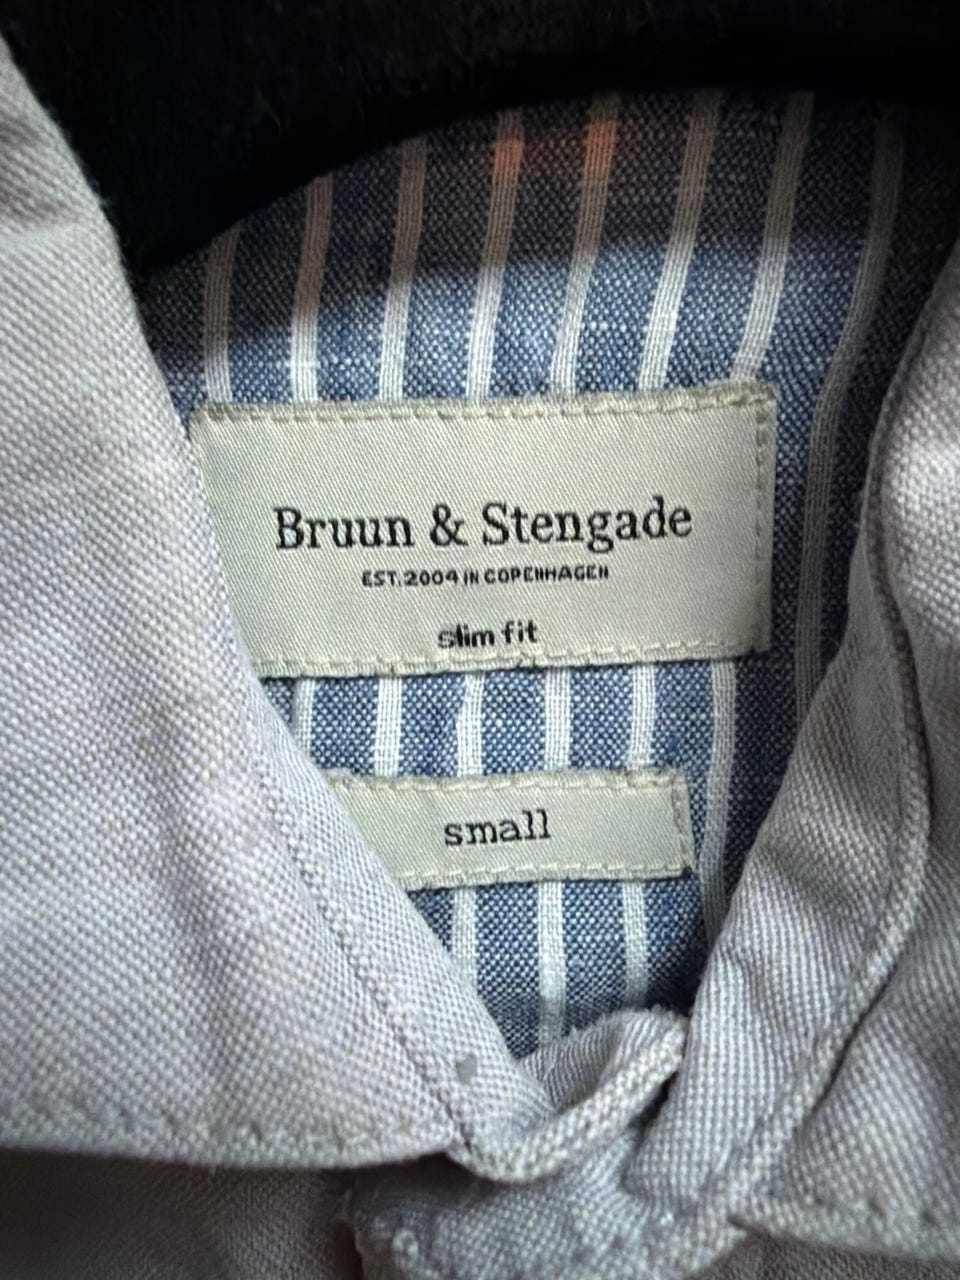 Bruun & Stengade
EST. 2004 IN COPENHAGEN
slim fit
small